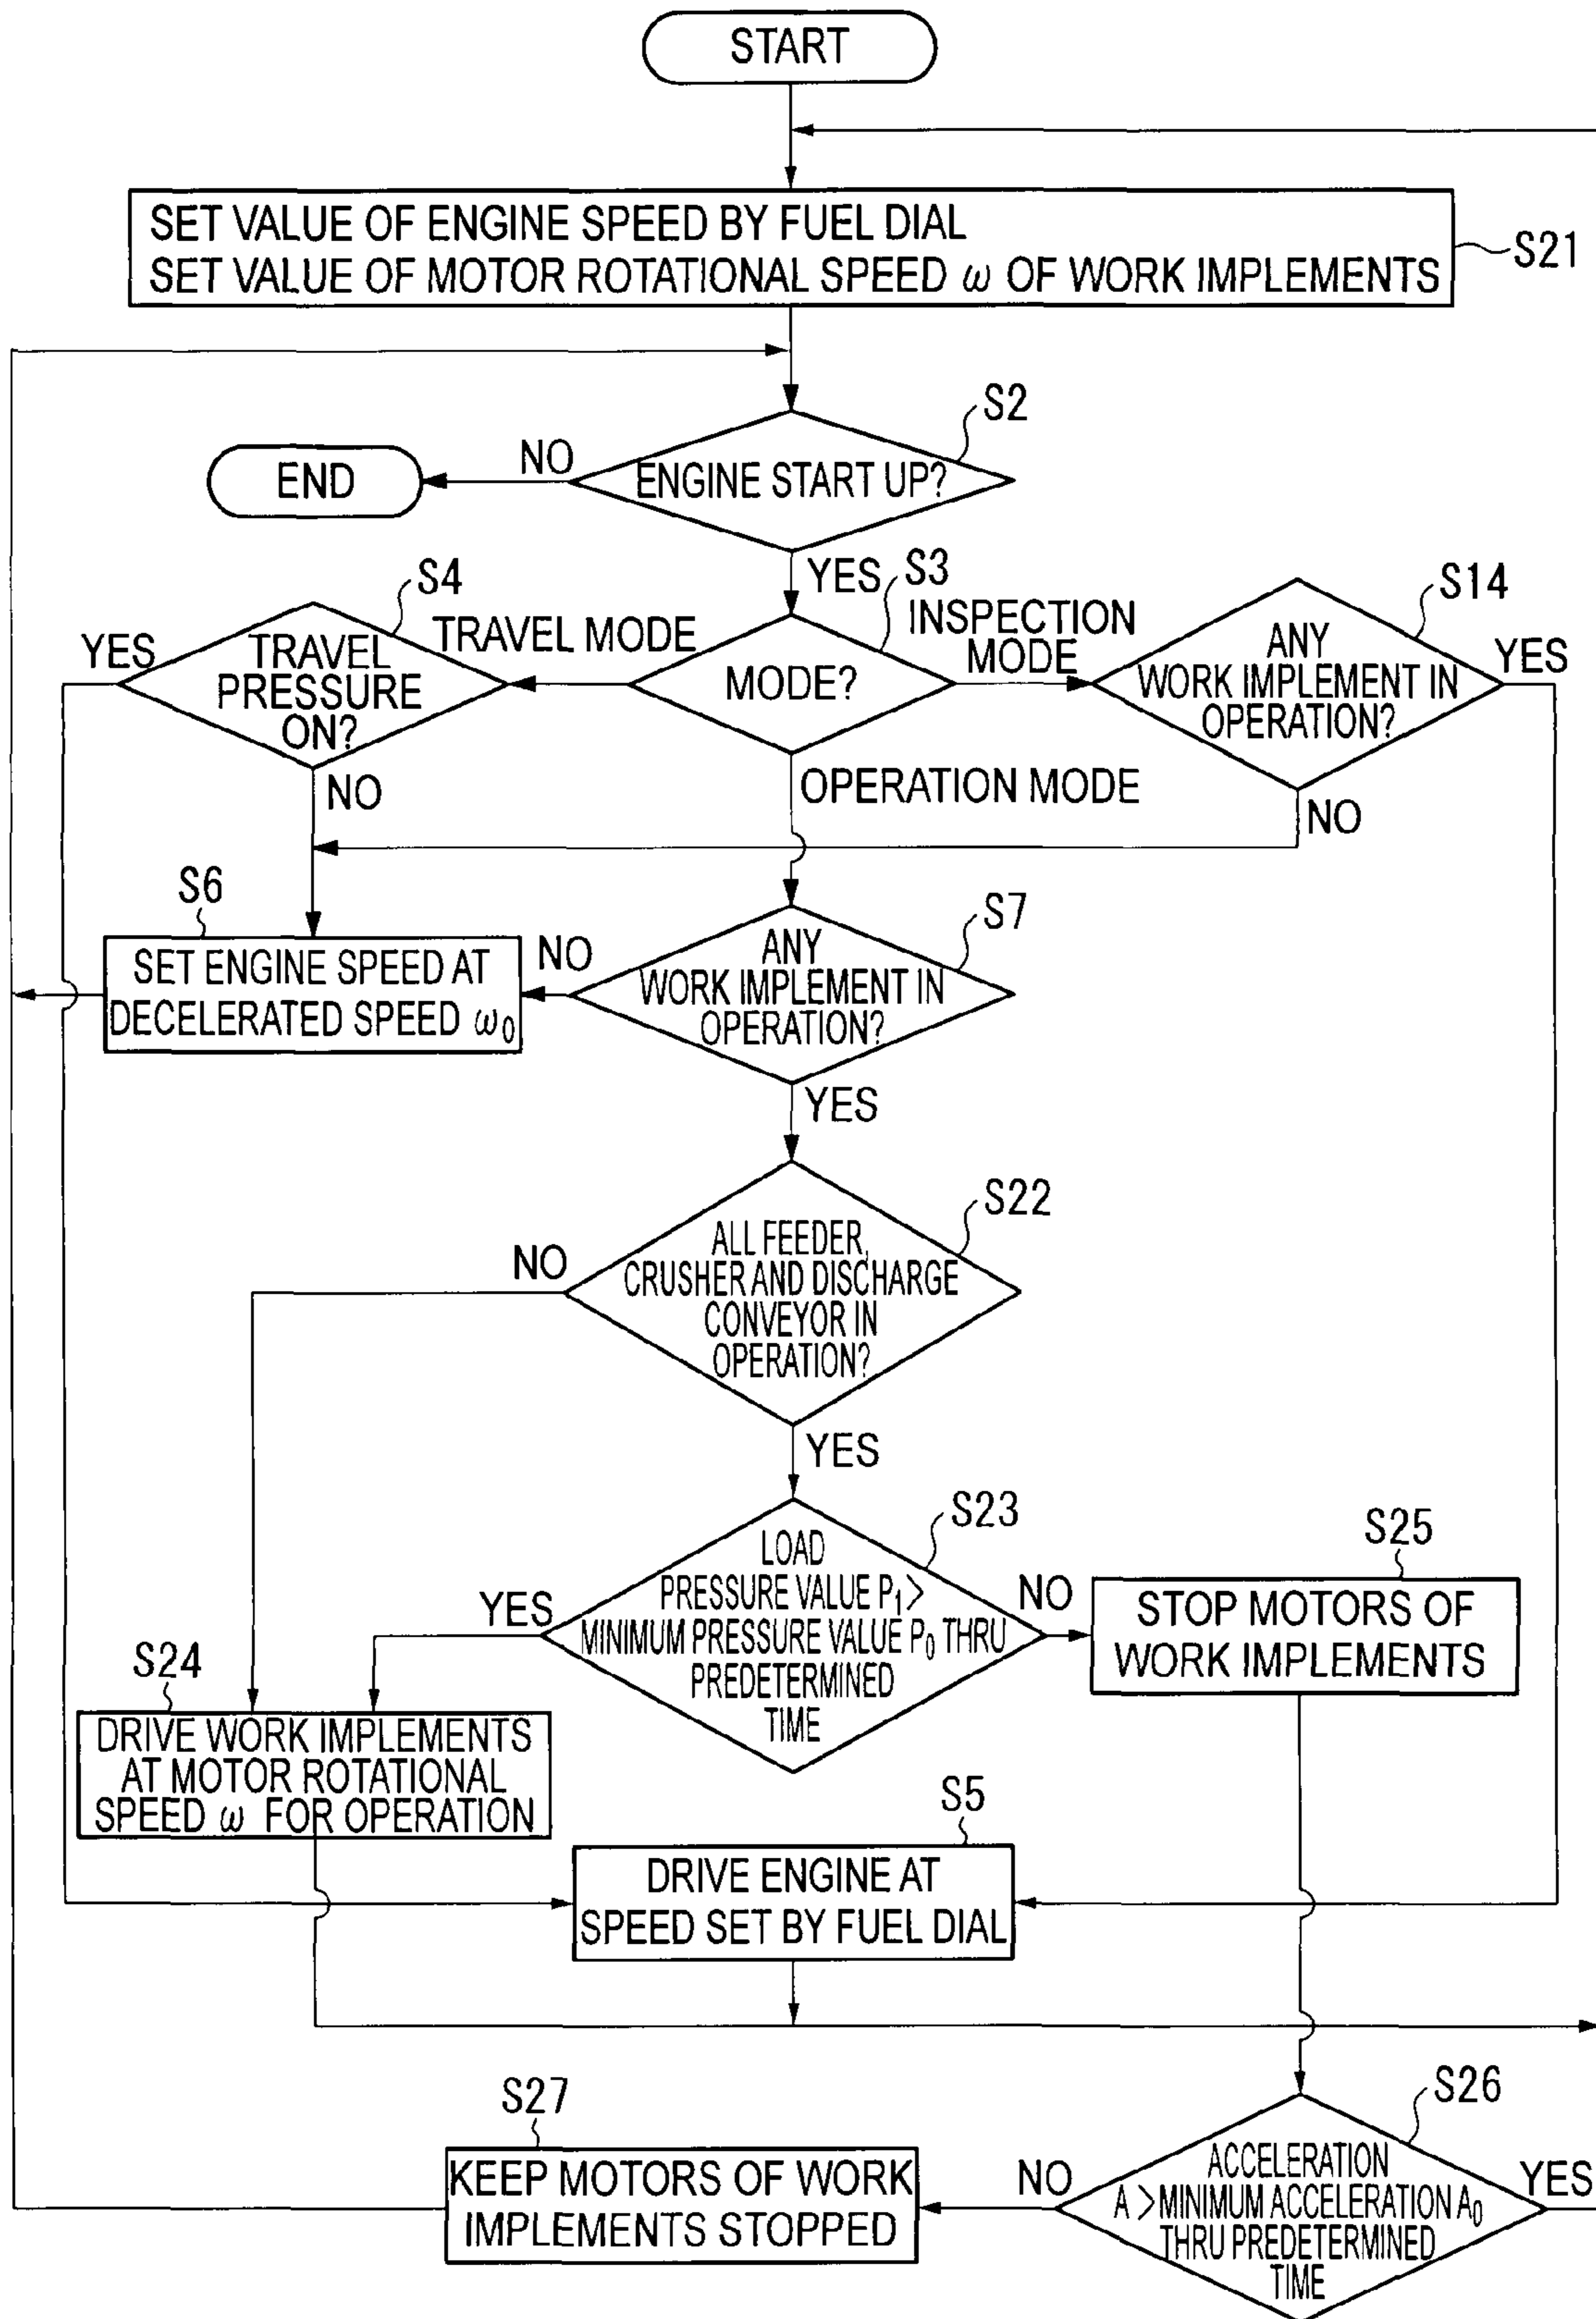 START
SET VALUE OF ENGINE SPEED BY FUEL DIAL
SET VALUE OF MOTOR ROTATIONAL SPEED ω OF WORK IMPLEMENTS
S21
S2
ENGINE START UP?
NO
END
YES
S3
MODE?
TRAVEL MODE
S4
TRAVEL
PRESSURE
ON?
YES
NO
INSPECTION
MODE
S14
ANY
WORK IMPLEMENT IN
OPERATION?
YES
NO
OPERATION MODE
S6
SET ENGINE SPEED AT
DECELERATED SPEED ω₀
NO
S7
ANY
WORK IMPLEMENT IN
OPERATION?
YES
S22
ALL FEEDER,
CRUSHER AND DISCHARGE
CONVEYOR IN
OPERATION?
NO
YES
S23
LOAD
PRESSURE VALUE P₁>
MINIMUM PRESSURE VALUE P₀ THRU
PREDETERMINED
TIME
YES
NO
S25
STOP MOTORS OF
WORK IMPLEMENTS
S24
DRIVE WORK IMPLEMENTS
AT MOTOR ROTATIONAL
SPEED ω FOR OPERATION
S5
DRIVE ENGINE AT
SPEED SET BY FUEL DIAL
S26
ACCELERATION
A >MINIMUM ACCELERATION A₀
THRU PREDETERMINED
TIME
YES
NO
S27
KEEP MOTORS OF WORK
IMPLEMENTS STOPPED